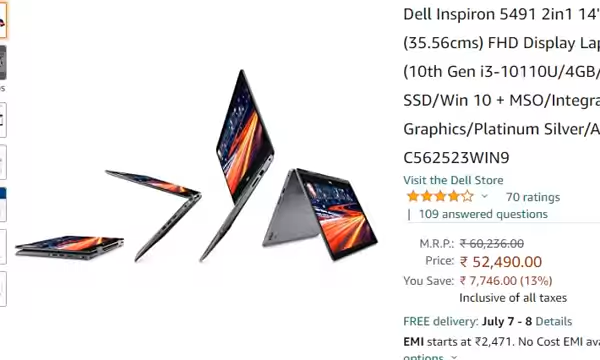 Dell Inspiron 5491 2in1 14"
(35.56cms) FHD Display
(10th Gen i3-10110U/4GB/
SSD/Win 10 + MSO/
Graphics/Platinum Silver/
C562523WIN9
Visit the Dell Store
70 ratings
| 109 answered questions
M.R.P.: ₹ 60,236.00
Price: ₹ 52,490.00
You Save: ₹ 7,746.00 (13%)
Inclusive of all taxes
FREE delivery: July 7 - 8 Details
EMI starts at ₹2,471. No Cost EMI
options